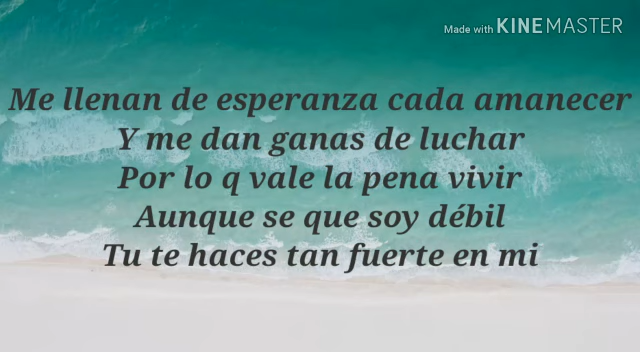 Made with KINEMASTER
Me llenan de esperanza cada amanecer
Y me dan ganas de luchar
Por lo q vale la pena vivir
Aunque se que soy débil
Tu te haces tan fuerte en mi